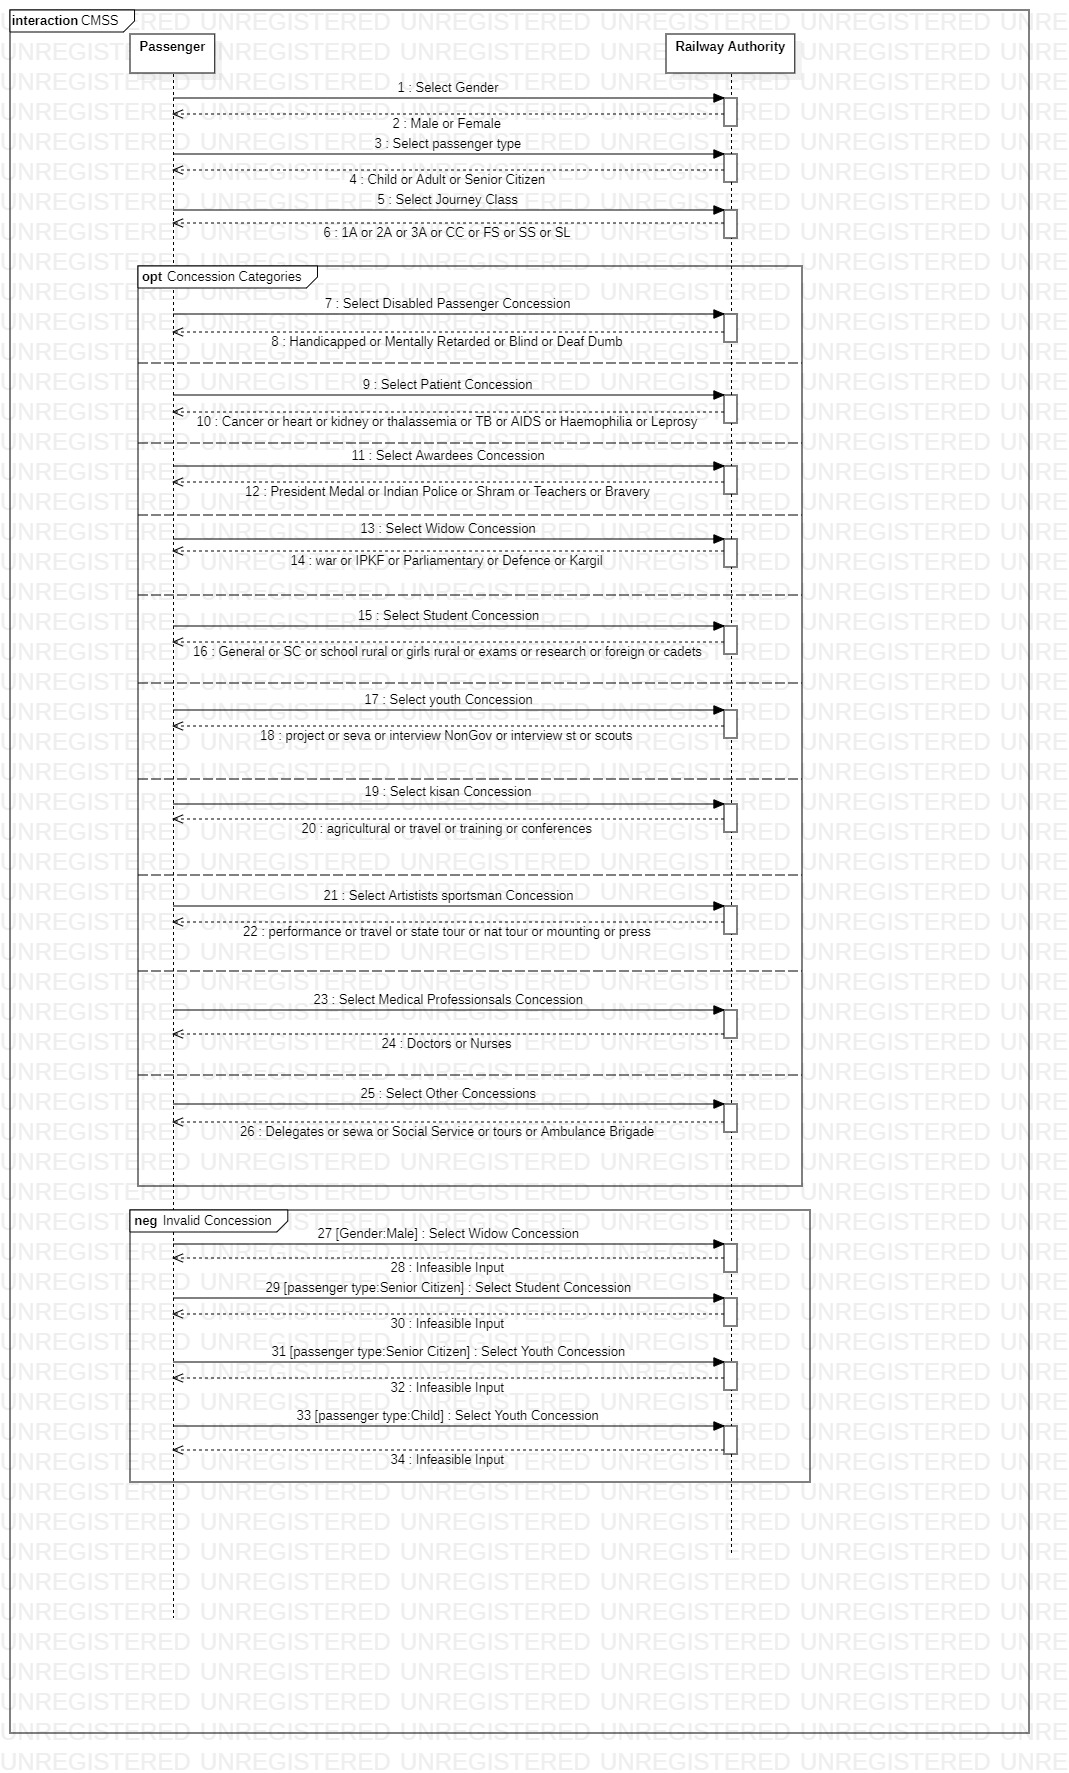 interaction CMSS
Passenger
Railway Authority
1 : Select Gender
2 : Male or Female
3 : Select passenger type
4 : Child or Adult or Senior Citizen
5 : Select Journey Class
6 : 1A or 2A or 3A or CC or FS or SS or SL
opt Concession Categories
7 : Select Disabled Passenger Concession
8 : Handicapped or Mentally Retarded or Blind or Deaf Dumb
9 : Select Patient Concession
10 : Cancer or heart or kidney or thalassemia or TB or AIDS or Haemophilia or Leprosy
11 : Select Awardees Concession
12 : President Medal or Indian Police or Shram or Teachers or Bravery
13 : Select Widow Concession
14 : war or IPKF or Parliamentary or Defence or Kargil
15 : Select Student Concession
16 : General or SC or school rural or girls rural or exams or research or foreign or cadets
17 : Select youth Concession
18 : project or seva or interview NonGov or interview st or scouts
19 : Select kisan Concession
20 : agricultural or travel or training or conferences
21 : Select Artistists sportsman Concession
22 : performance or travel or state tour or nat tour or mounting or press
23 : Select Medical Professionsals Concession
24 : Doctors or Nurses
25 : Select Other Concessions
26 : Delegates or sewa or Social Service or tours or Ambulance Brigade
neg Invalid Concession
27 [Gender:Male] : Select Widow Concession
28 : Infeasible Input
29 [passenger type:Senior Citizen] : Select Student Concession
30 : Infeasible Input
31 [passenger type:Senior Citizen] : Select Youth Concession
32 : Infeasible Input
33 [passenger type:Child] : Select Youth Concession
34 : Infeasible Input
UNREGISTERED